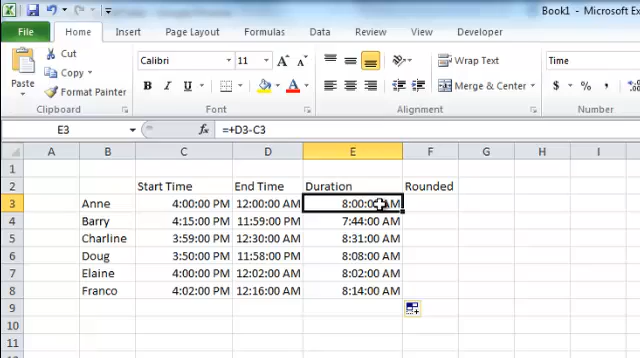 Book1 - Microsoft Ex
File Home Insert Page Layout Formulas Data Review View Developer
Cut
Copy
Format Painter
Paste
Clipboard
Calibri 11 A A
B I U A
Font
Wrap Text
Merge & Center
Alignment
Time
$ % ,
Number
E3 fx =+D3-C3
A B C D E F G H I
1
2 Start Time End Time Duration Rounded
3 Anne 4:00:00 PM 12:00:00 AM 8:00:00 AM
4 Barry 4:15:00 PM 11:59:00 PM 7:44:00 AM
5 Charline 3:59:00 PM 12:30:00 AM 8:31:00 AM
6 Doug 3:50:00 PM 11:58:00 PM 8:08:00 AM
7 Elaine 4:00:00 PM 12:02:00 AM 8:02:00 AM
8 Franco 4:02:00 PM 12:16:00 AM 8:14:00 AM
9
10
11